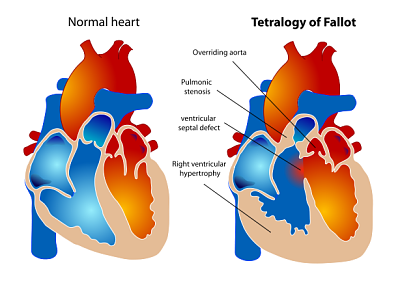 Normal heart
Tetralogy of Fallot
Overriding aorta
Pulmonic
stenosis
ventricular
septal defect
Right ventricular
hypertrophy